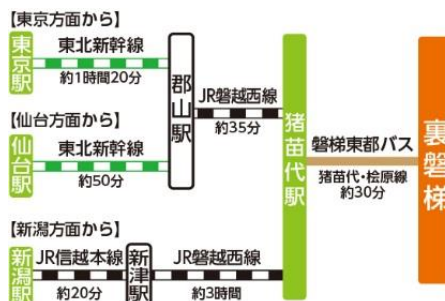 【東京方面から】
東京駅
東北新幹線
約1時間20分
郡山駅
JR磐越西線
約35分
【仙台方面から】
仙台駅
東北新幹線
約50分
猪苗代駅
磐梯東都バス
猪苗代・桧原線
約30分
裏磐梯
【新潟方面から】
新潟駅
JR信越本線
約20分
新津駅
JR磐越西線
約3時間